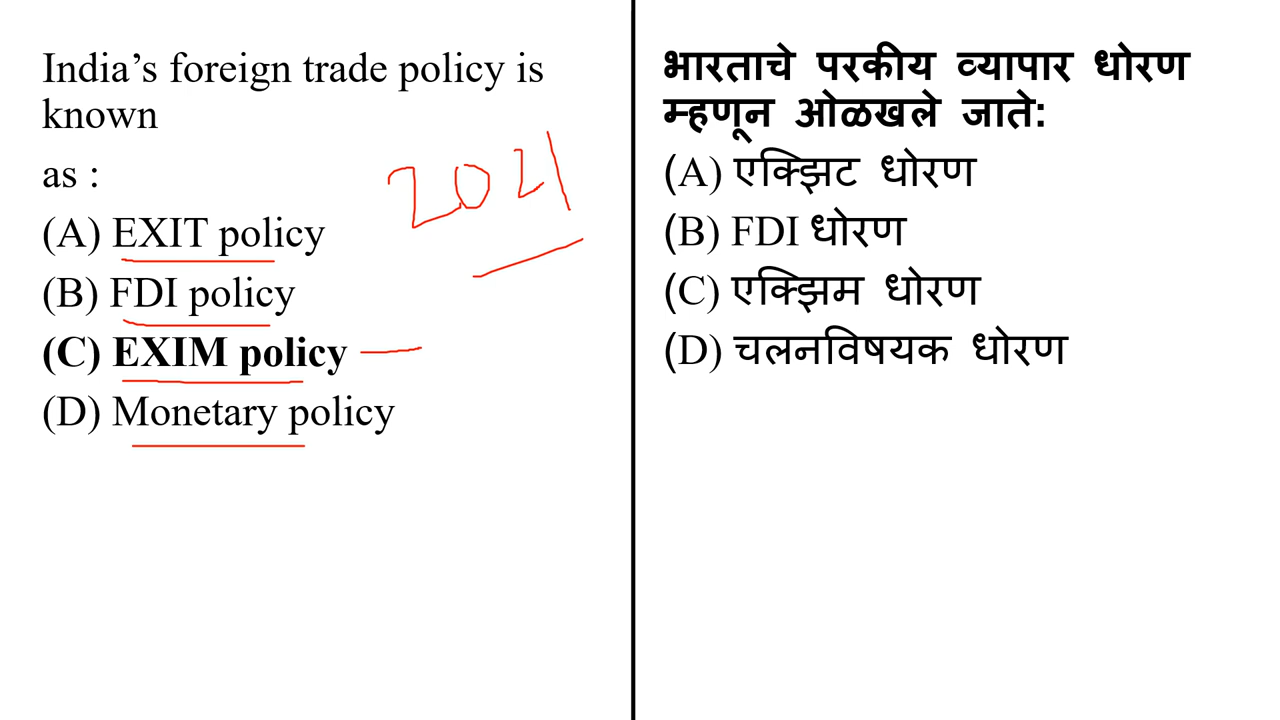 India’s foreign trade policy is
known
as :
2021
(A) EXIT policy
(B) FDI policy
(C) EXIM policy
(D) Monetary policy
भारताचे परकीय व्यापार धोरण
म्हणून ओळखले जाते:
(A) एक्झिट धोरण
(B) FDI धोरण
(C) एक्झिम धोरण
(D) चलनविषयक धोरण